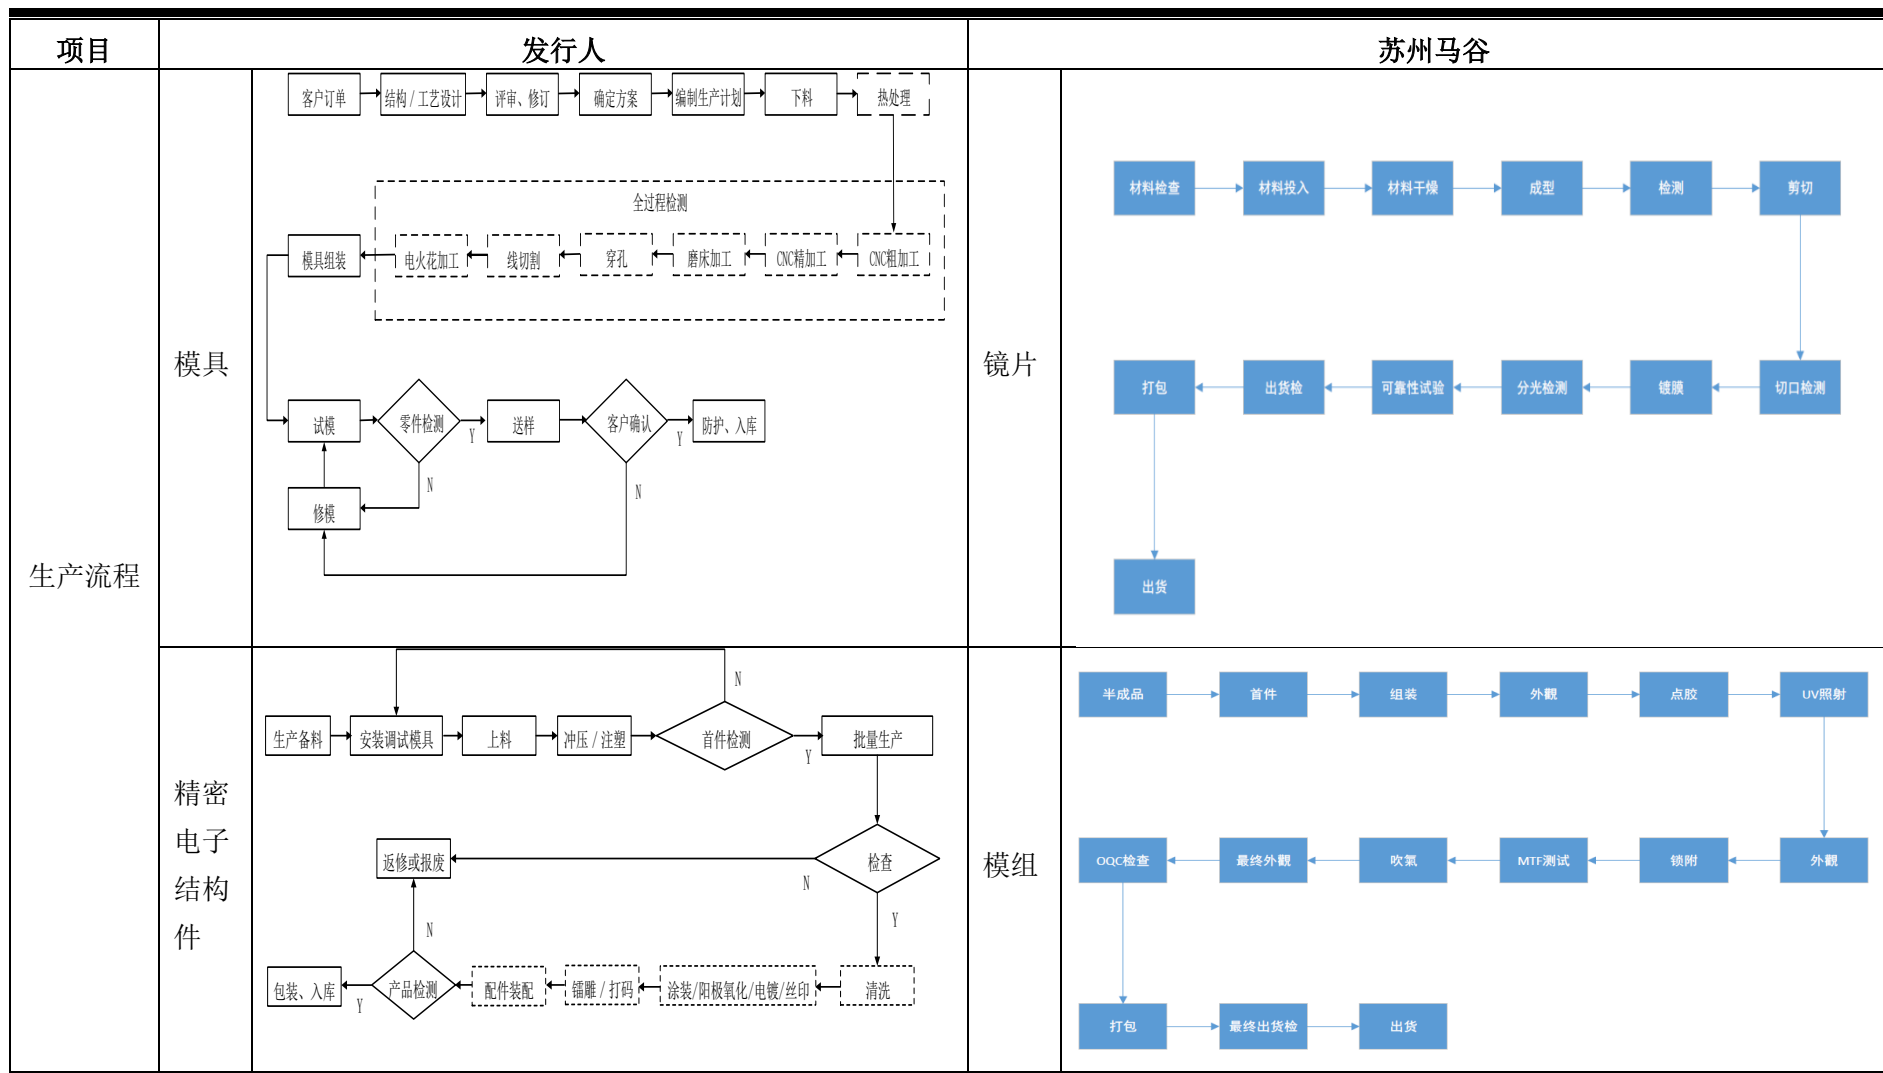 项目
发行人
苏州马谷
生产流程
模具
客户订单
结构/工艺设计
评审、修订
确定方案
编制生产计划
下料
热处理
全过程检测
模具组装
电火花加工
线切割
穿孔
磨床加工
CNC精加工
CNC粗加工
试模
零件检测
Y
送样
客户确认
Y
防护、入库
N
N
修模
镜片
材料检查
材料投入
材料干燥
成型
检测
剪切
打包
出货检
可靠性试验
分光检测
镀膜
切口检测
出货
精密
电子
结构
件
N
生产备料
安装调试模具
上料
冲压/注塑
首件检测
Y
批量生产
返修或报废
检查
N
Y
N
包装、入库
Y
产品检测
配件装配
镭雕/打码
涂装/阳极氧化/电镀/丝印
清洗
模组
半成品
首件
组装
外觀
点胶
UV照射
OQC检查
最终外觀
吹氣
MTF测试
锁附
外觀
打包
最终出货检
出货